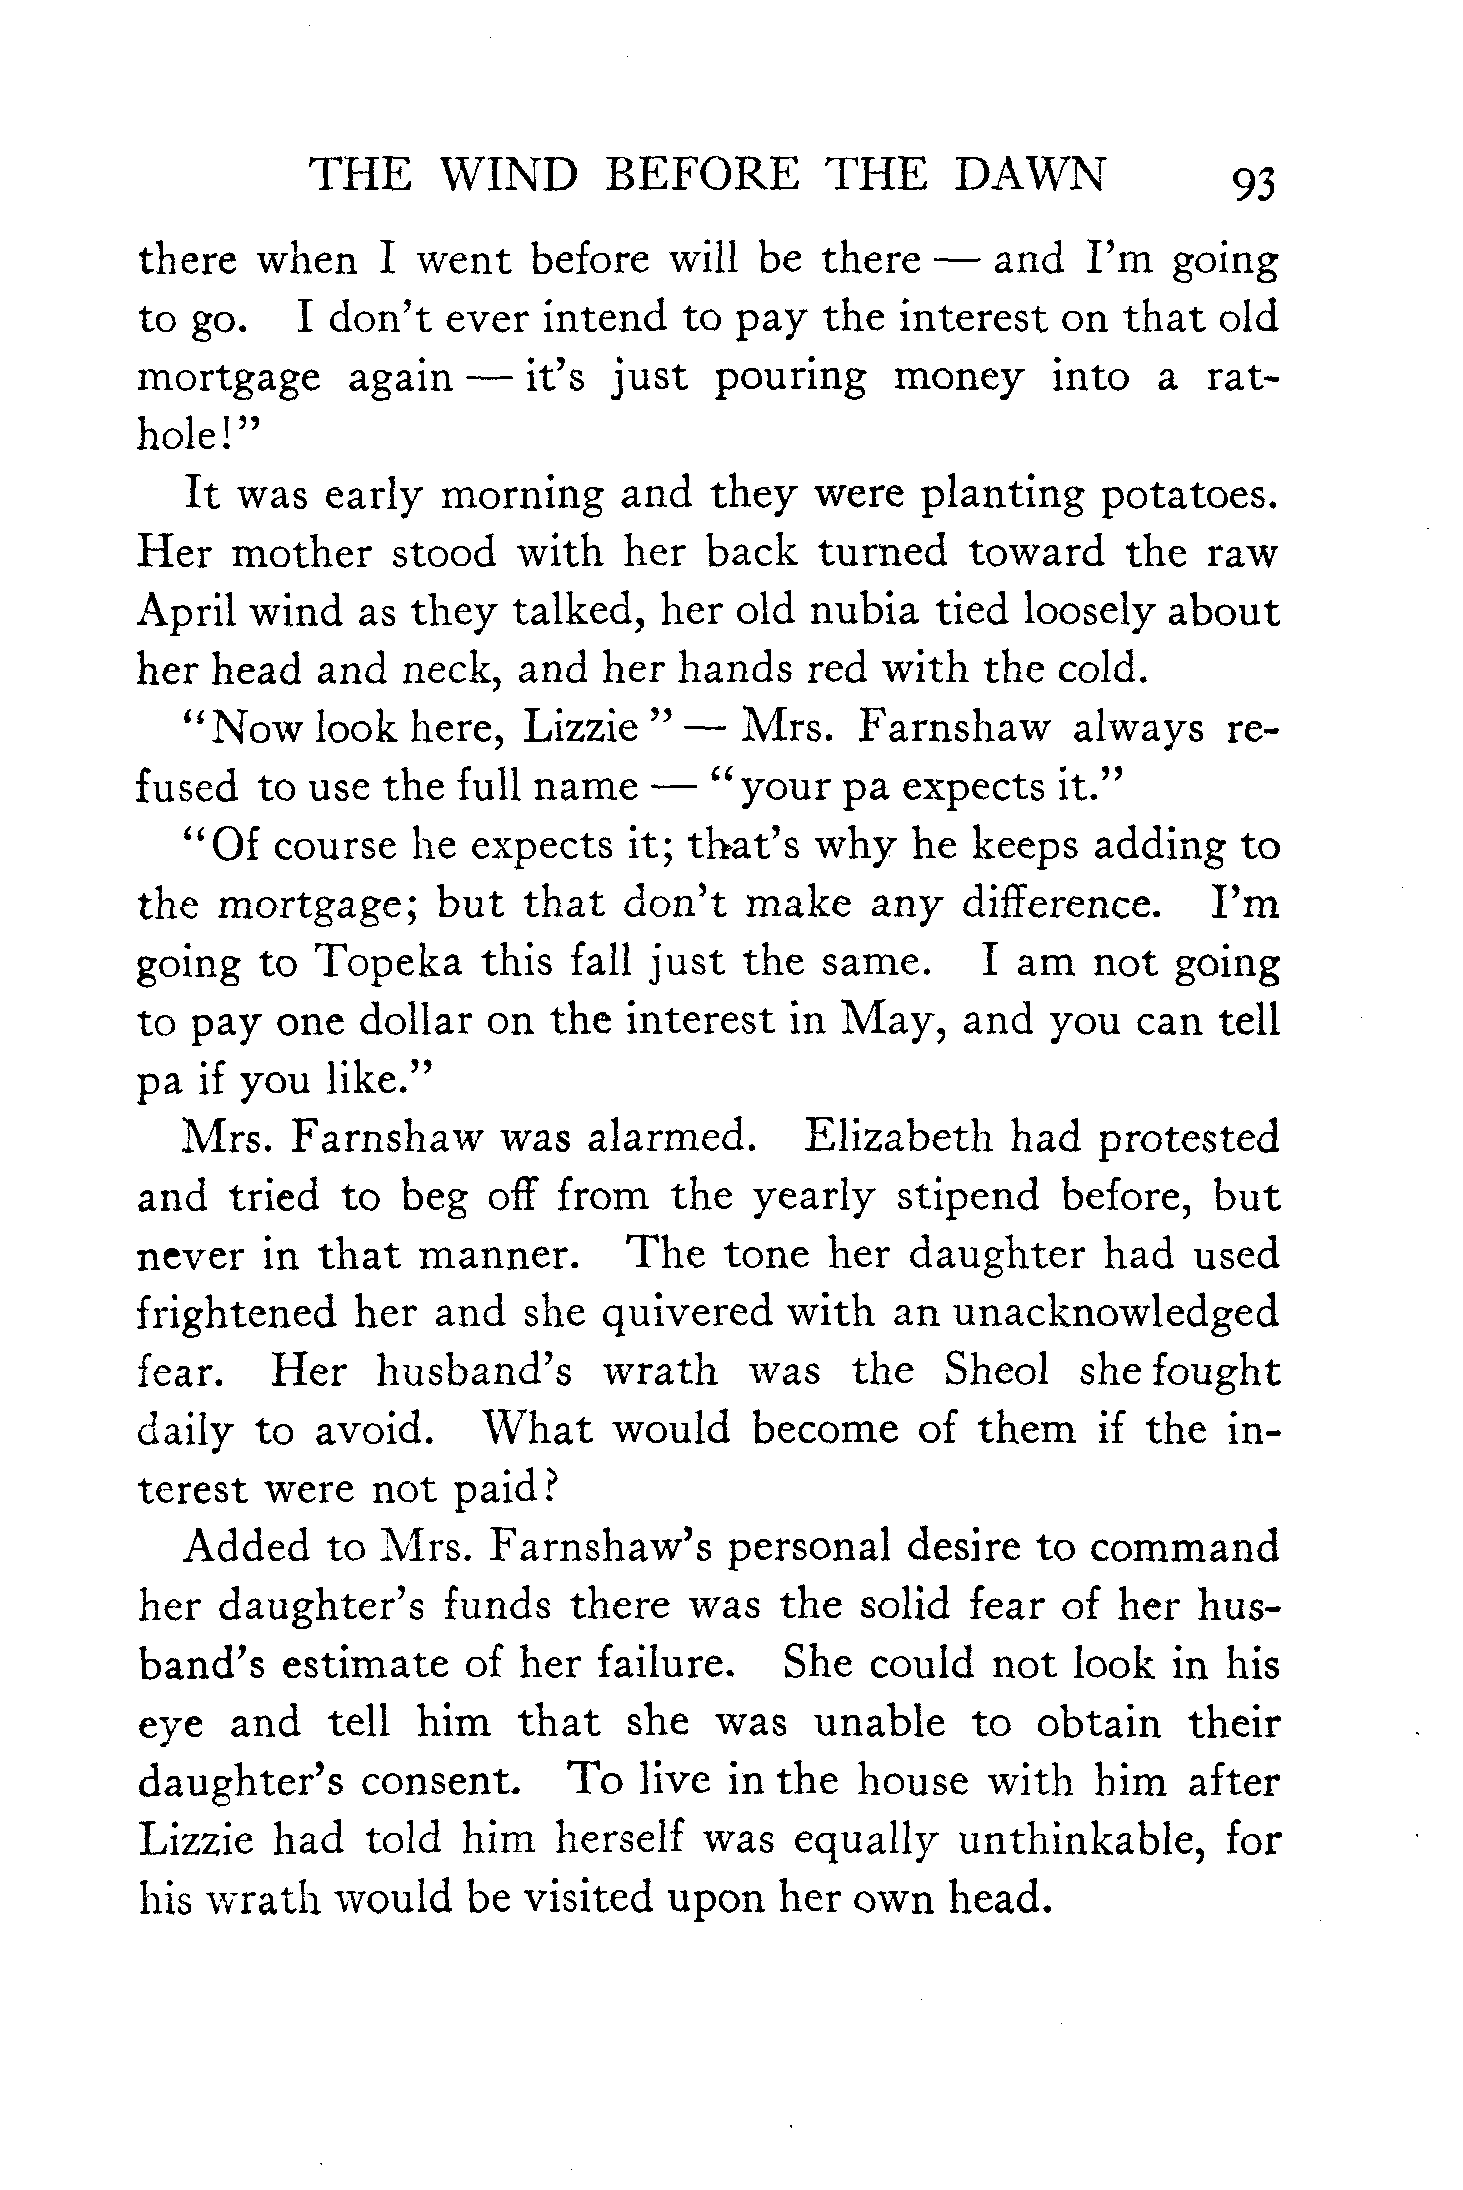 THE WIND BEFORE THE DAWN 93
there when I went before will be there — and I'm going
to go. I don't ever intend to pay the interest on that old
mortgage again — it's just pouring money into a rat-
hole!"
It was early morning and they were planting potatoes.
Her mother stood with her back turned toward the raw
April wind as they talked, her old nubia tied loosely about
her head and neck, and her hands red with the cold.
"Now look here, Lizzie" — Mrs. Farnshaw always re-
fused to use the full name — "your pa expects it."
"Of course he expects it; that's why he keeps adding to
the mortgage; but that don't make any difference. I'm
going to Topeka this fall just the same. I am not going
to pay one dollar on the interest in May, and you can tell
pa if you like."
Mrs. Farnshaw was alarmed. Elizabeth had protested
and tried to beg off from the yearly stipend before, but
never in that manner. The tone her daughter had used
frightened her and she quivered with an unacknowledged
fear. Her husband's wrath was the Sheol she fought
daily to avoid. What would become of them if the in-
terest were not paid?
Added to Mrs. Farnshaw's personal desire to command
her daughter's funds there was the solid fear of her hus-
band's estimate of her failure. She could not look in his
eye and tell him that she was unable to obtain their
daughter's consent. To live in the house with him after
Lizzie had told him herself was equally unthinkable, for
his wrath would be visited upon her own head.